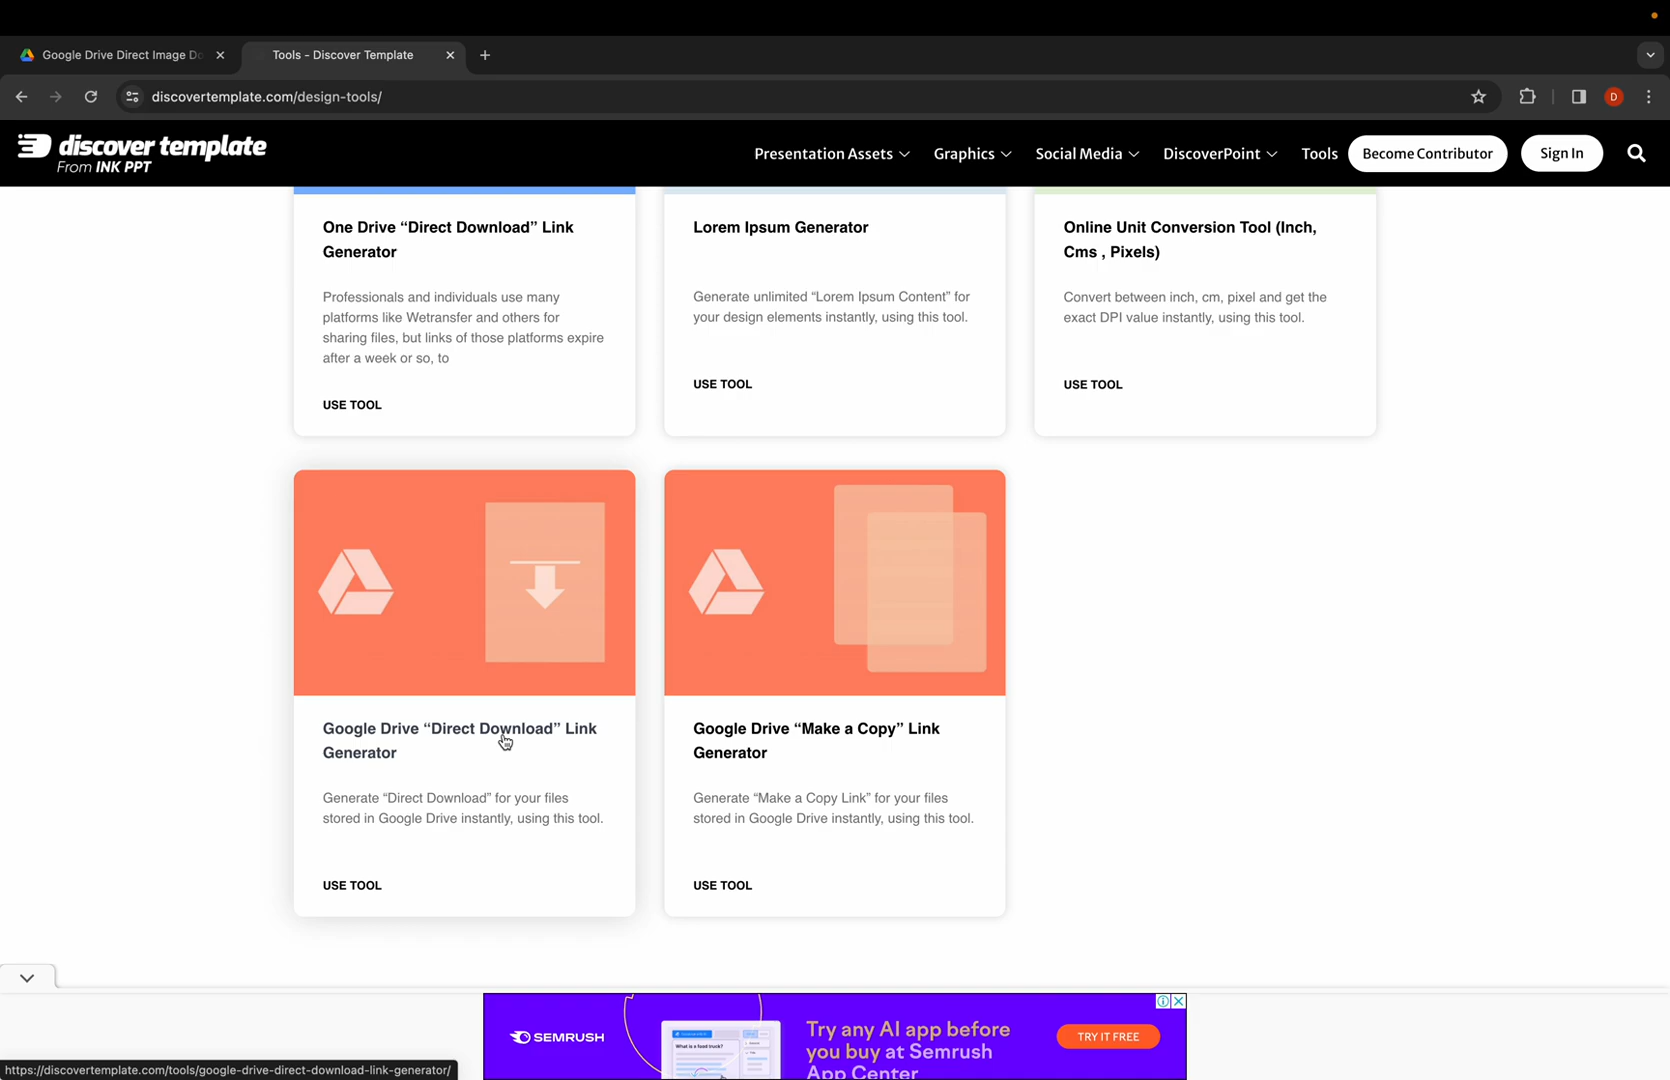 Google Drive Direct Image Do
Tools - Discover Template
discovertemplate.com/design-tools/
D
discover template
From INK PPT
Presentation Assets
Graphics
Social Media
DiscoverPoint
Tools
Become Contributor
Sign In
One Drive “Direct Download” Link
Generator
Professionals and individuals use many
platforms like Wetransfer and others for
sharing files, but links of those platforms expire
after a week or so, to
USE TOOL
Lorem Ipsum Generator
Generate unlimited “Lorem Ipsum Content” for
your design elements instantly, using this tool.
USE TOOL
Online Unit Conversion Tool (Inch,
Cms , Pixels)
Convert between inch, cm, pixel and get the
exact DPI value instantly, using this tool.
USE TOOL
Google Drive “Direct Download” Link
Generator
Generate “Direct Download” for your files
stored in Google Drive instantly, using this tool.
USE TOOL
Google Drive “Make a Copy” Link
Generator
Generate “Make a Copy Link” for your files
stored in Google Drive instantly, using this tool.
USE TOOL
SEMRUSH
What is a food truck?
Try any AI app before
you buy at Semrush
App Center
TRY IT FREE
https://discovertemplate.com/tools/google-drive-direct-download-link-generator/